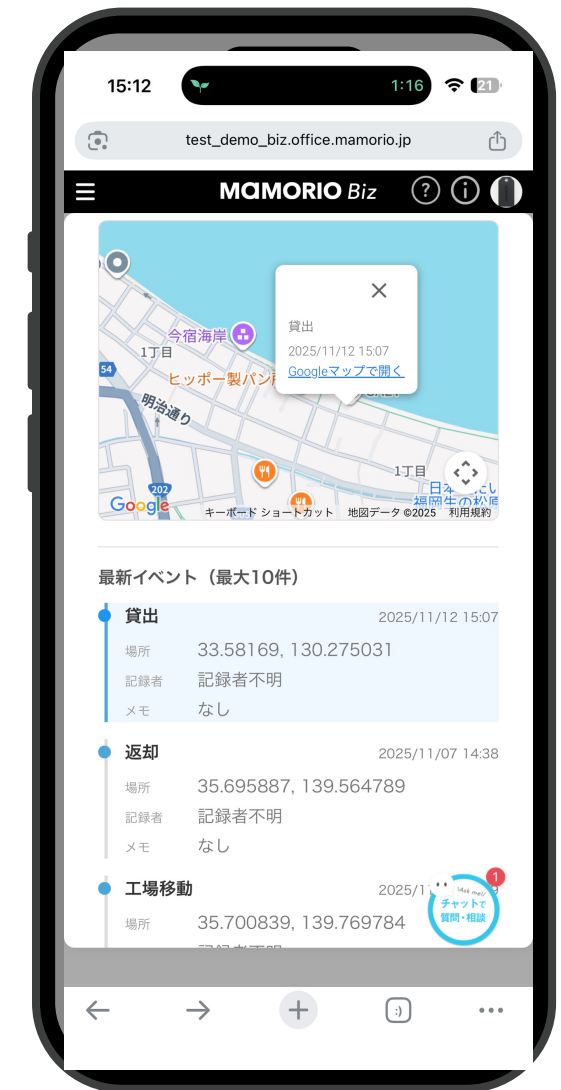 15:12
1:16
21
test_demo_biz.office.mamorio.jp
MAMORIO Biz
今宿海岸
1丁目
54
ヒッポー製パン
明治通り
202
貸出
2025/11/12 15:07
Googleマップで開く
1丁目
Google
キーボード ショートカット 地図データ ©2025 利用規約
最新イベント（最大10件）
貸出 2025/11/12 15:07
場所 33.58169, 130.275031
記録者 記録者不明
メモ なし
返却 2025/11/07 14:38
場所 35.695887, 139.564789
記録者 記録者不明
メモ なし
工場移動 2025/1
1
Ask me!
チャットで
質問・相談
場所 35.700839, 139.769784